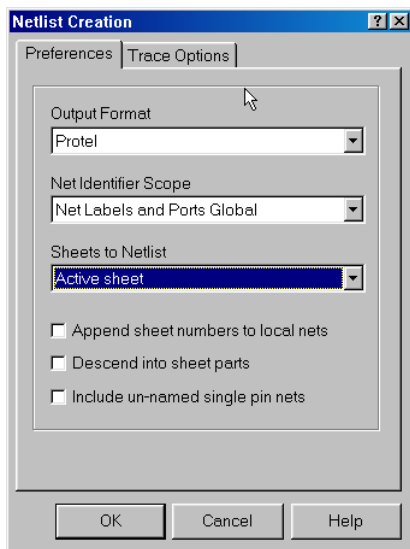 Netlist Creation
Preferences Trace Options
Output Format
Protel
Net Identifier Scope
Net Labels and Ports Global
Sheets to Netlist
Active sheet
Append sheet numbers to local nets
Descend into sheet parts
Include un-named single pin nets
OK Cancel Help